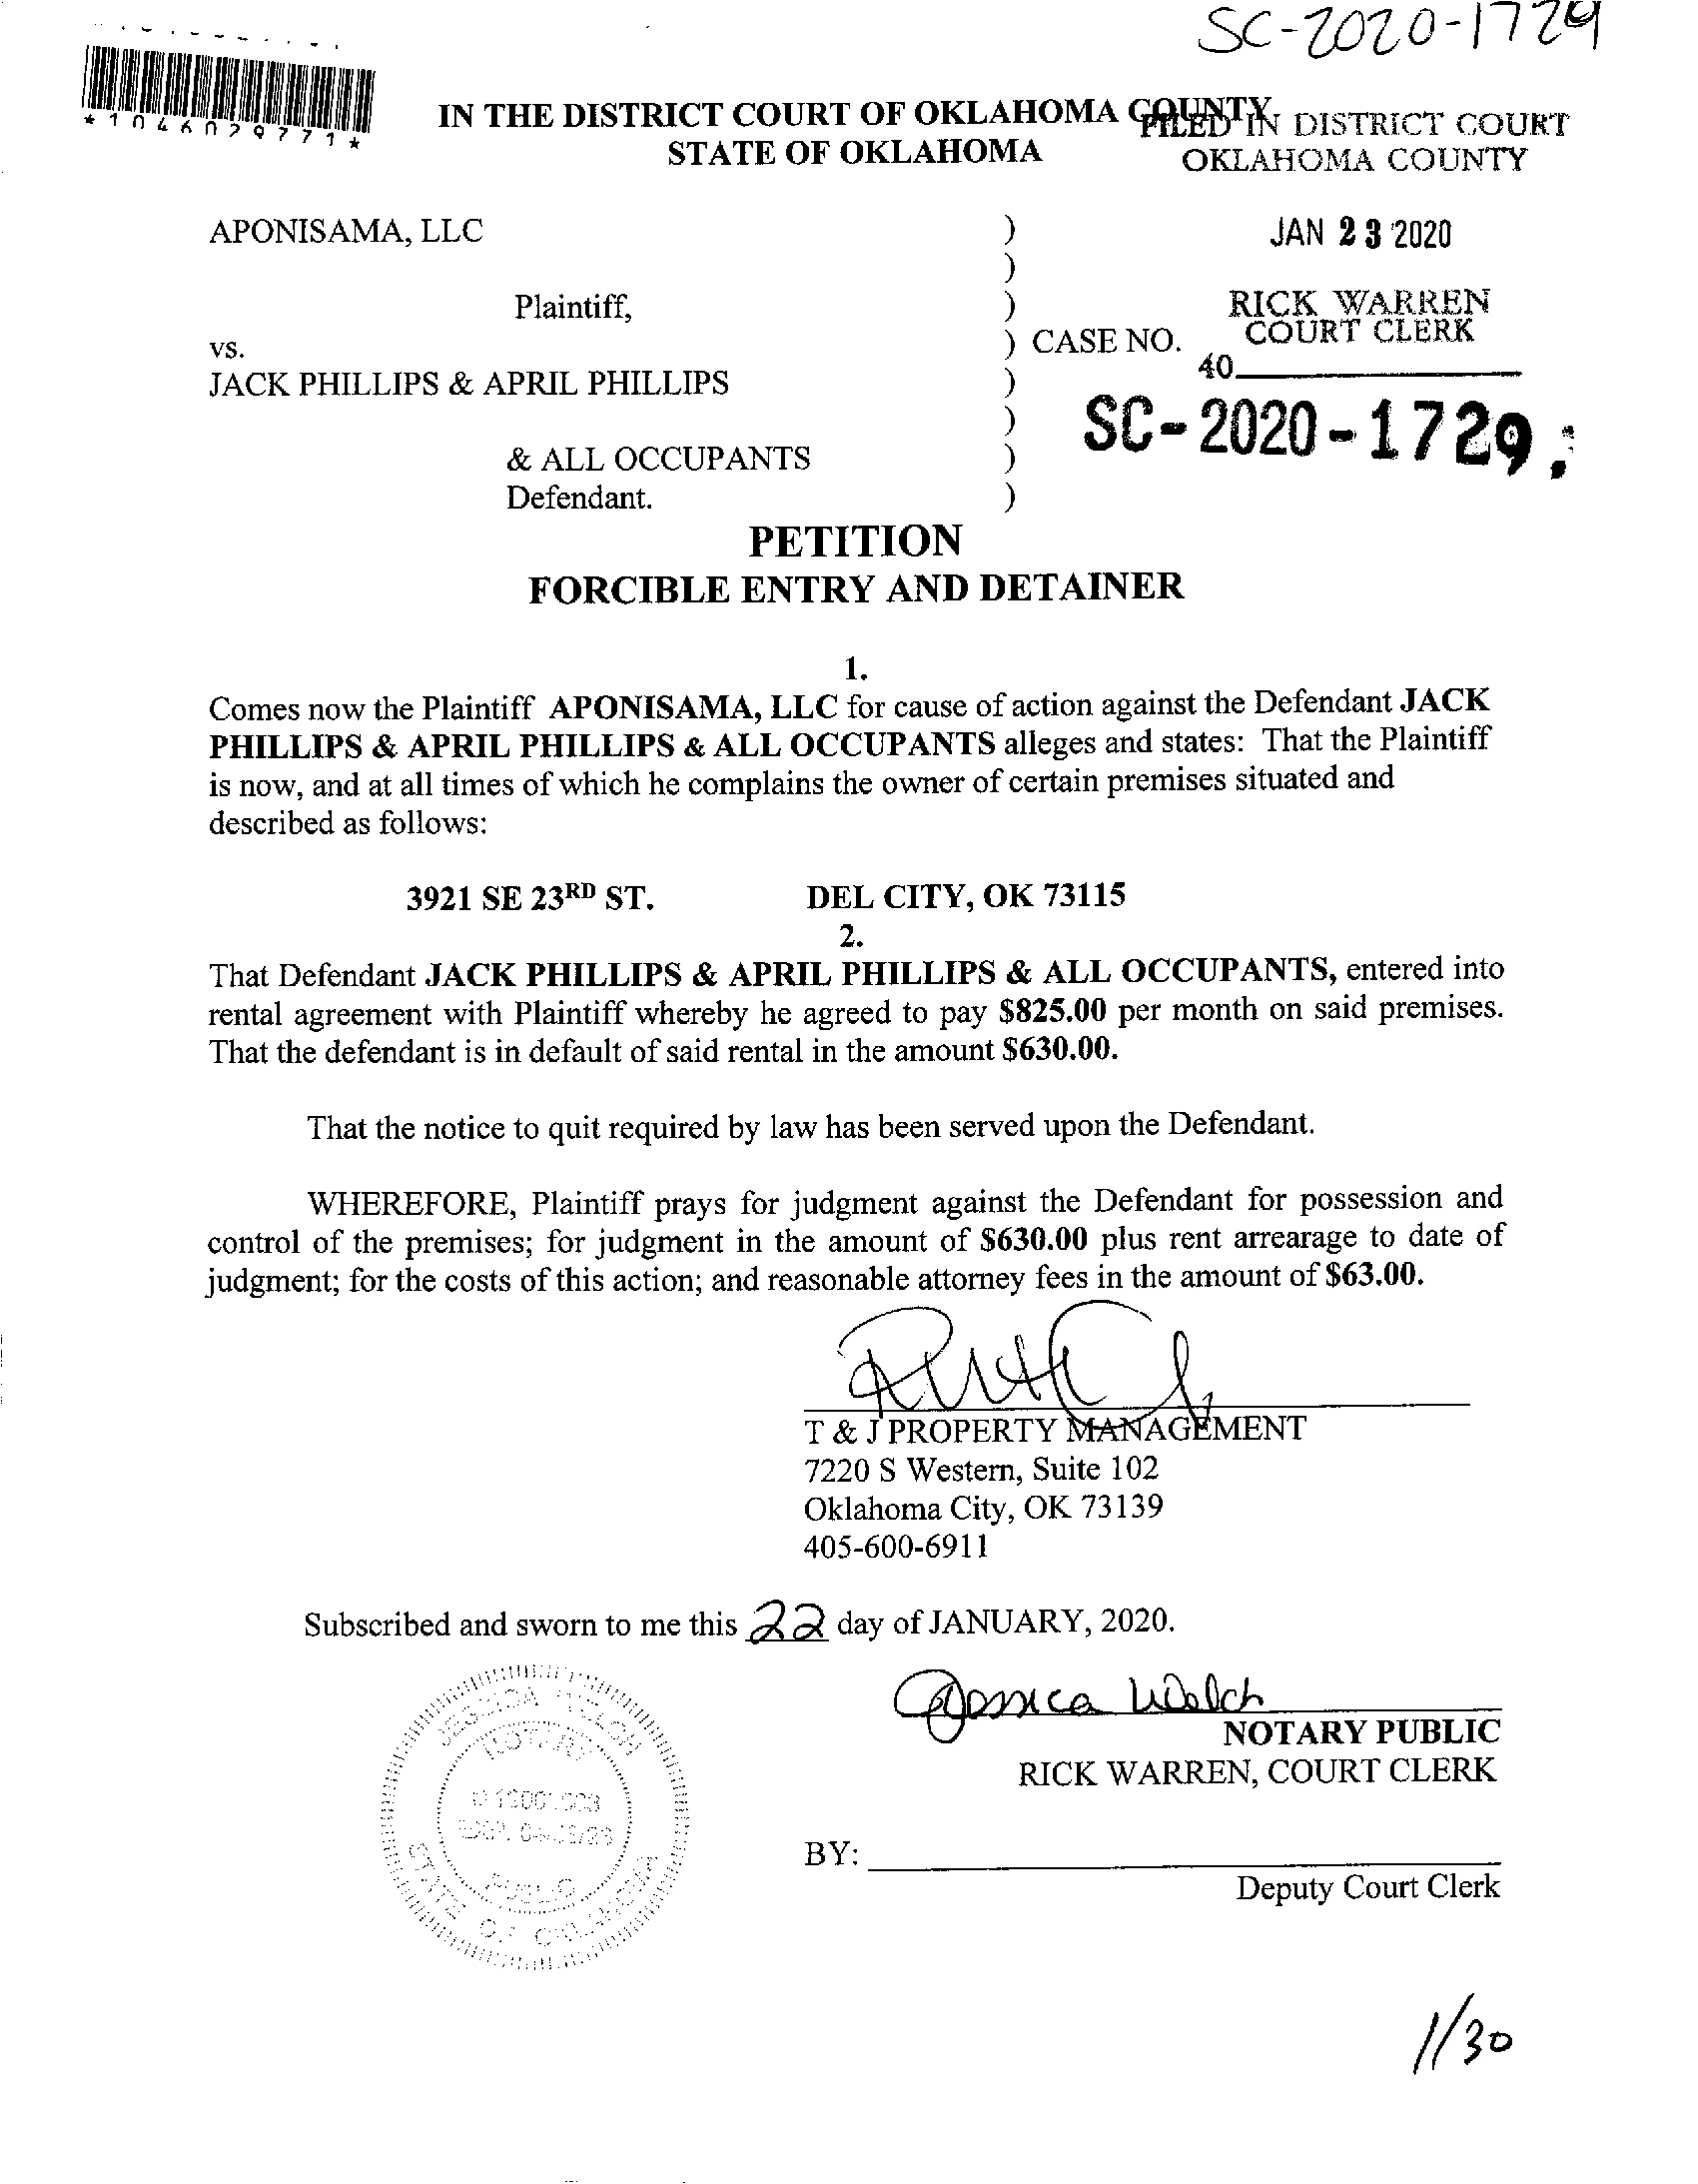 SC-2020-1729
*1046029771*
IN THE DISTRICT COURT OF OKLAHOMA COUNTY
STATE OF OKLAHOMA
FILED IN DISTRICT COURT
OKLAHOMA COUNTY
APONISAMA, LLC )
JAN 23 2020
)
Plaintiff, )
RICK WARREN
COURT CLERK
vs. ) CASE NO.
40
JACK PHILLIPS & APRIL PHILLIPS )
)
SC-2020-1729
& ALL OCCUPANTS )
Defendant. )
PETITION
FORCIBLE ENTRY AND DETAINER
1.
Comes now the Plaintiff APONISAMA, LLC for cause of action against the Defendant JACK
PHILLIPS & APRIL PHILLIPS & ALL OCCUPANTS alleges and states: That the Plaintiff
is now, and at all times of which he complains the owner of certain premises situated and
described as follows:
3921 SE 23RD ST. DEL CITY, OK 73115
2.
That Defendant JACK PHILLIPS & APRIL PHILLIPS & ALL OCCUPANTS, entered into
rental agreement with Plaintiff whereby he agreed to pay $825.00 per month on said premises.
That the defendant is in default of said rental in the amount $630.00.
That the notice to quit required by law has been served upon the Defendant.
WHEREFORE, Plaintiff prays for judgment against the Defendant for possession and
control of the premises; for judgment in the amount of $630.00 plus rent arrearage to date of
judgment; for the costs of this action; and reasonable attorney fees in the amount of $63.00.
T & J PROPERTY MANAGEMENT
7220 S Western, Suite 102
Oklahoma City, OK 73139
405-600-6911
Subscribed and sworn to me this 22 day of JANUARY, 2020.
Jessica Welch
NOTARY PUBLIC
RICK WARREN, COURT CLERK
JESSICA WELCH
NOTARY
PUBLIC
STATE OF OKLAHOMA
BY:
Deputy Court Clerk
1/30